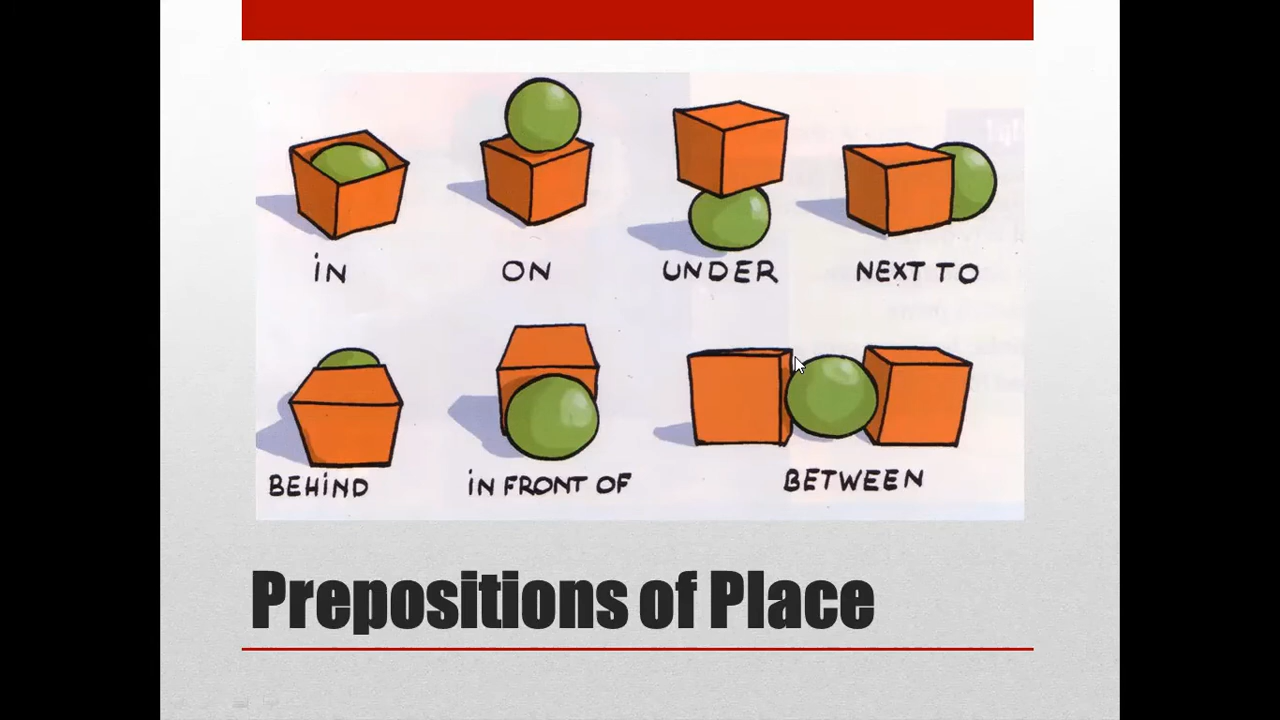 iN ON UNDER NEXT TO
BEHiND iN FRONT OF BETWEEN
Prepositions of Place